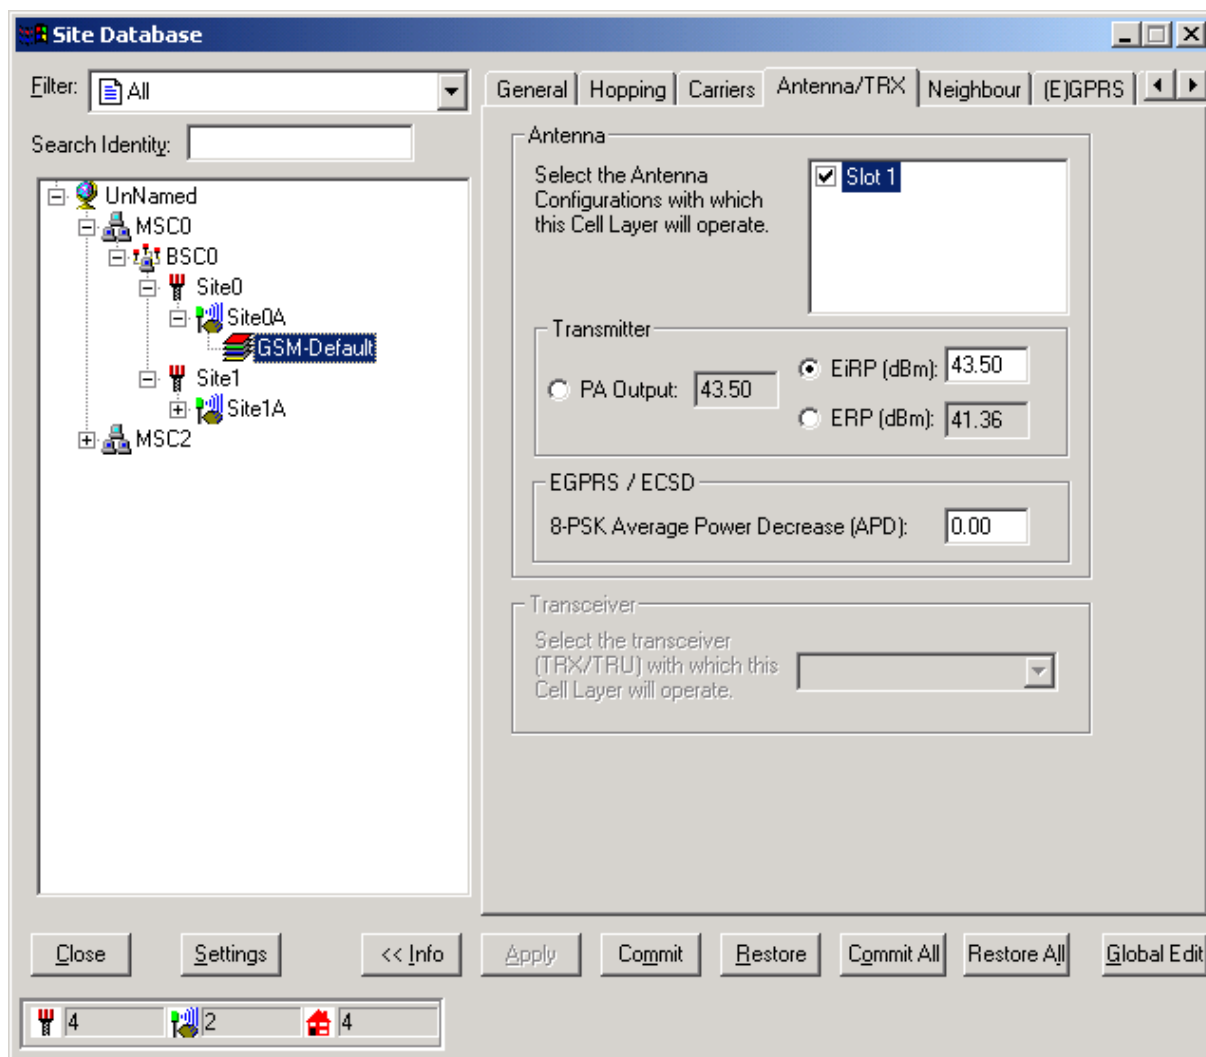 Site Database
Filter: All
Search Identity:
UnNamed
MSC0
BSC0
Site0
Site0A
GSM-Default
Site1
Site1A
MSC2
General Hopping Carriers Antenna/TRX Neighbour (E)GPRS
Antenna
Select the Antenna
Configurations with which
this Cell Layer will operate.
Slot 1
Transmitter
PA Output: 43.50
EiRP (dBm): 43.50
ERP (dBm): 41.36
EGPRS / ECSD
8-PSK Average Power Decrease (APD): 0.00
Transceiver
Select the transceiver
(TRX/TRU) with which this
Cell Layer will operate.
Close Settings << Info Apply Commit Restore Commit All Restore All Global Edit
4 2 4